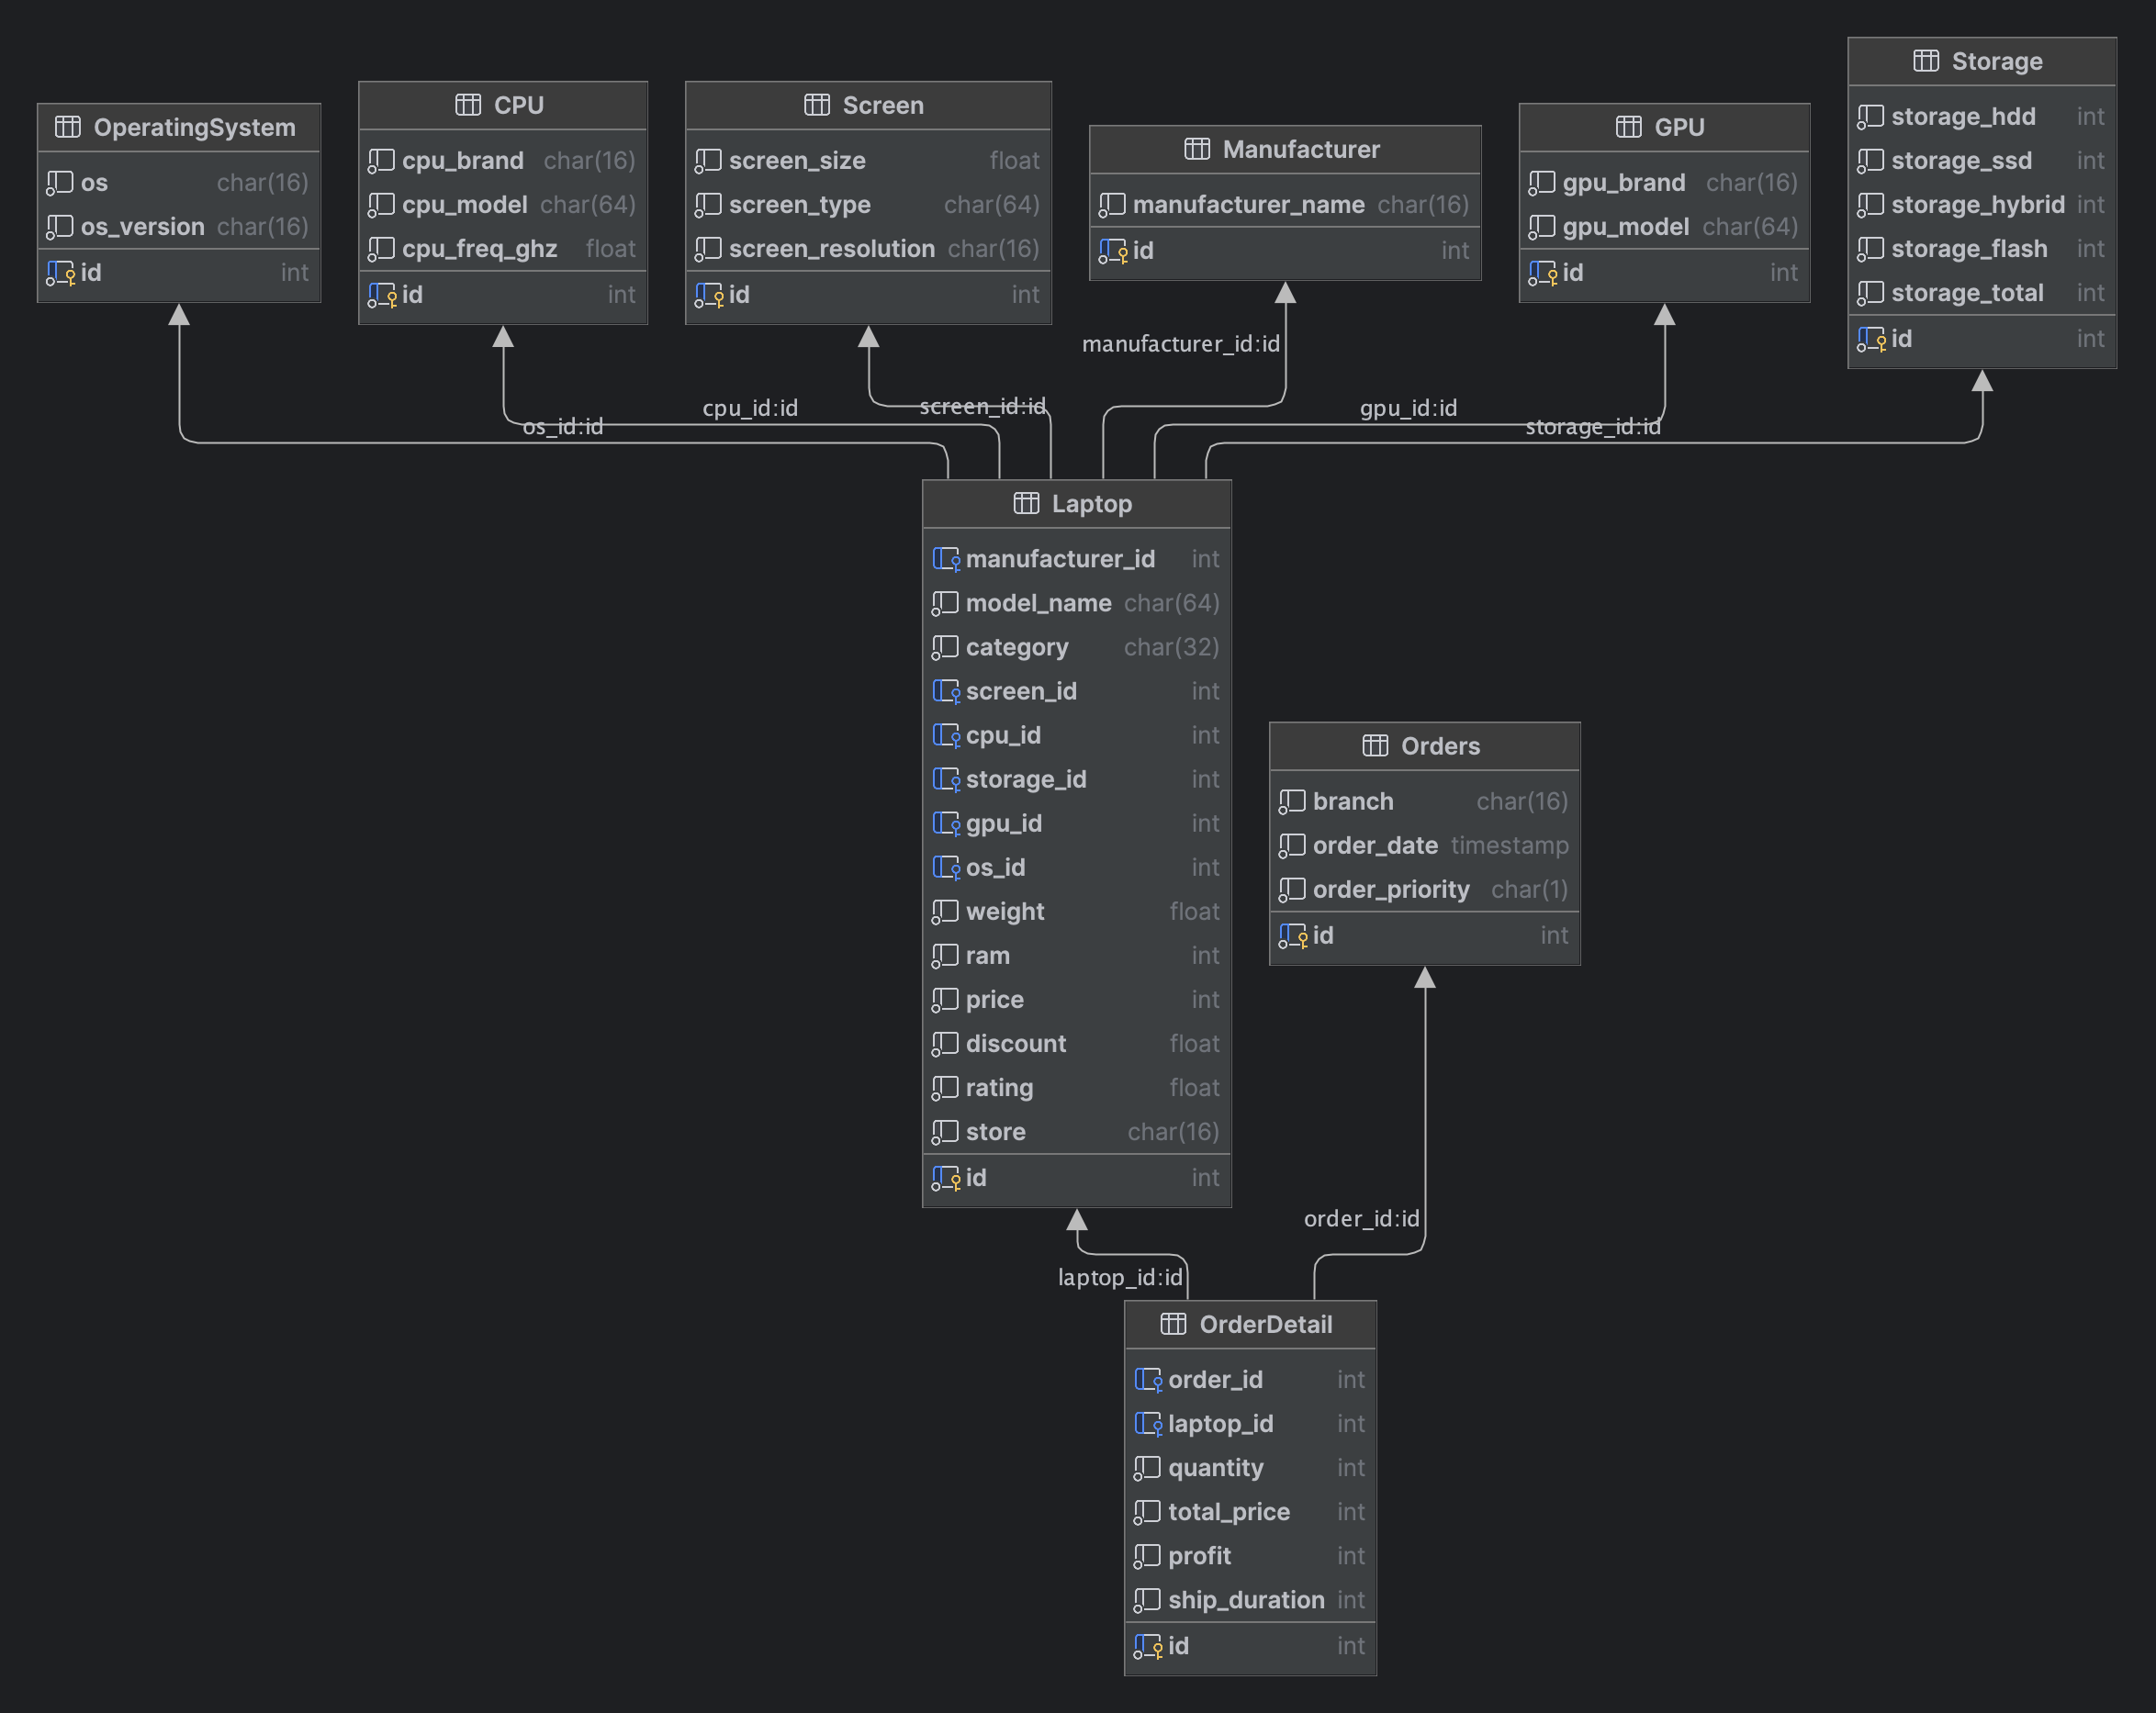 OperatingSystem
os char(16)
os_version char(16)
id int
CPU
cpu_brand char(16)
cpu_model char(64)
cpu_freq_ghz float
id int
Screen
screen_size float
screen_type char(64)
screen_resolution char(16)
id int
Manufacturer
manufacturer_name char(16)
id int
GPU
gpu_brand char(16)
gpu_model char(64)
id int
Storage
storage_hdd int
storage_ssd int
storage_hybrid int
storage_flash int
storage_total int
id int
manufacturer_id:id
os_id:id
cpu_id:id
screen_id:id
gpu_id:id
storage_id:id
Laptop
manufacturer_id int
model_name char(64)
category char(32)
screen_id int
cpu_id int
storage_id int
gpu_id int
os_id int
weight float
ram int
price int
discount float
rating float
store char(16)
id int
Orders
branch char(16)
order_date timestamp
order_priority char(1)
id int
order_id:id
laptop_id:id
OrderDetail
order_id int
laptop_id int
quantity int
total_price int
profit int
ship_duration int
id int